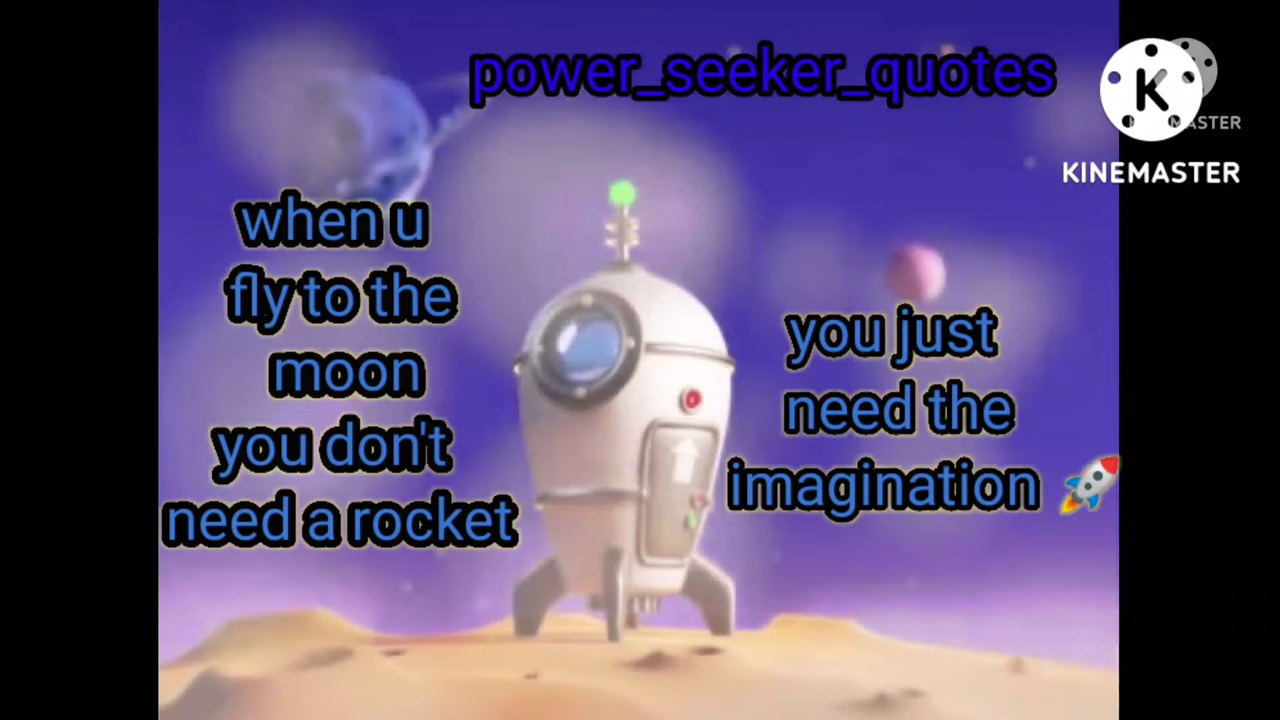 power_seeker_quotes
KINEMASTER
when u
fly to the
moon
you don't
need a rocket
you just
need the
imagination 🚀